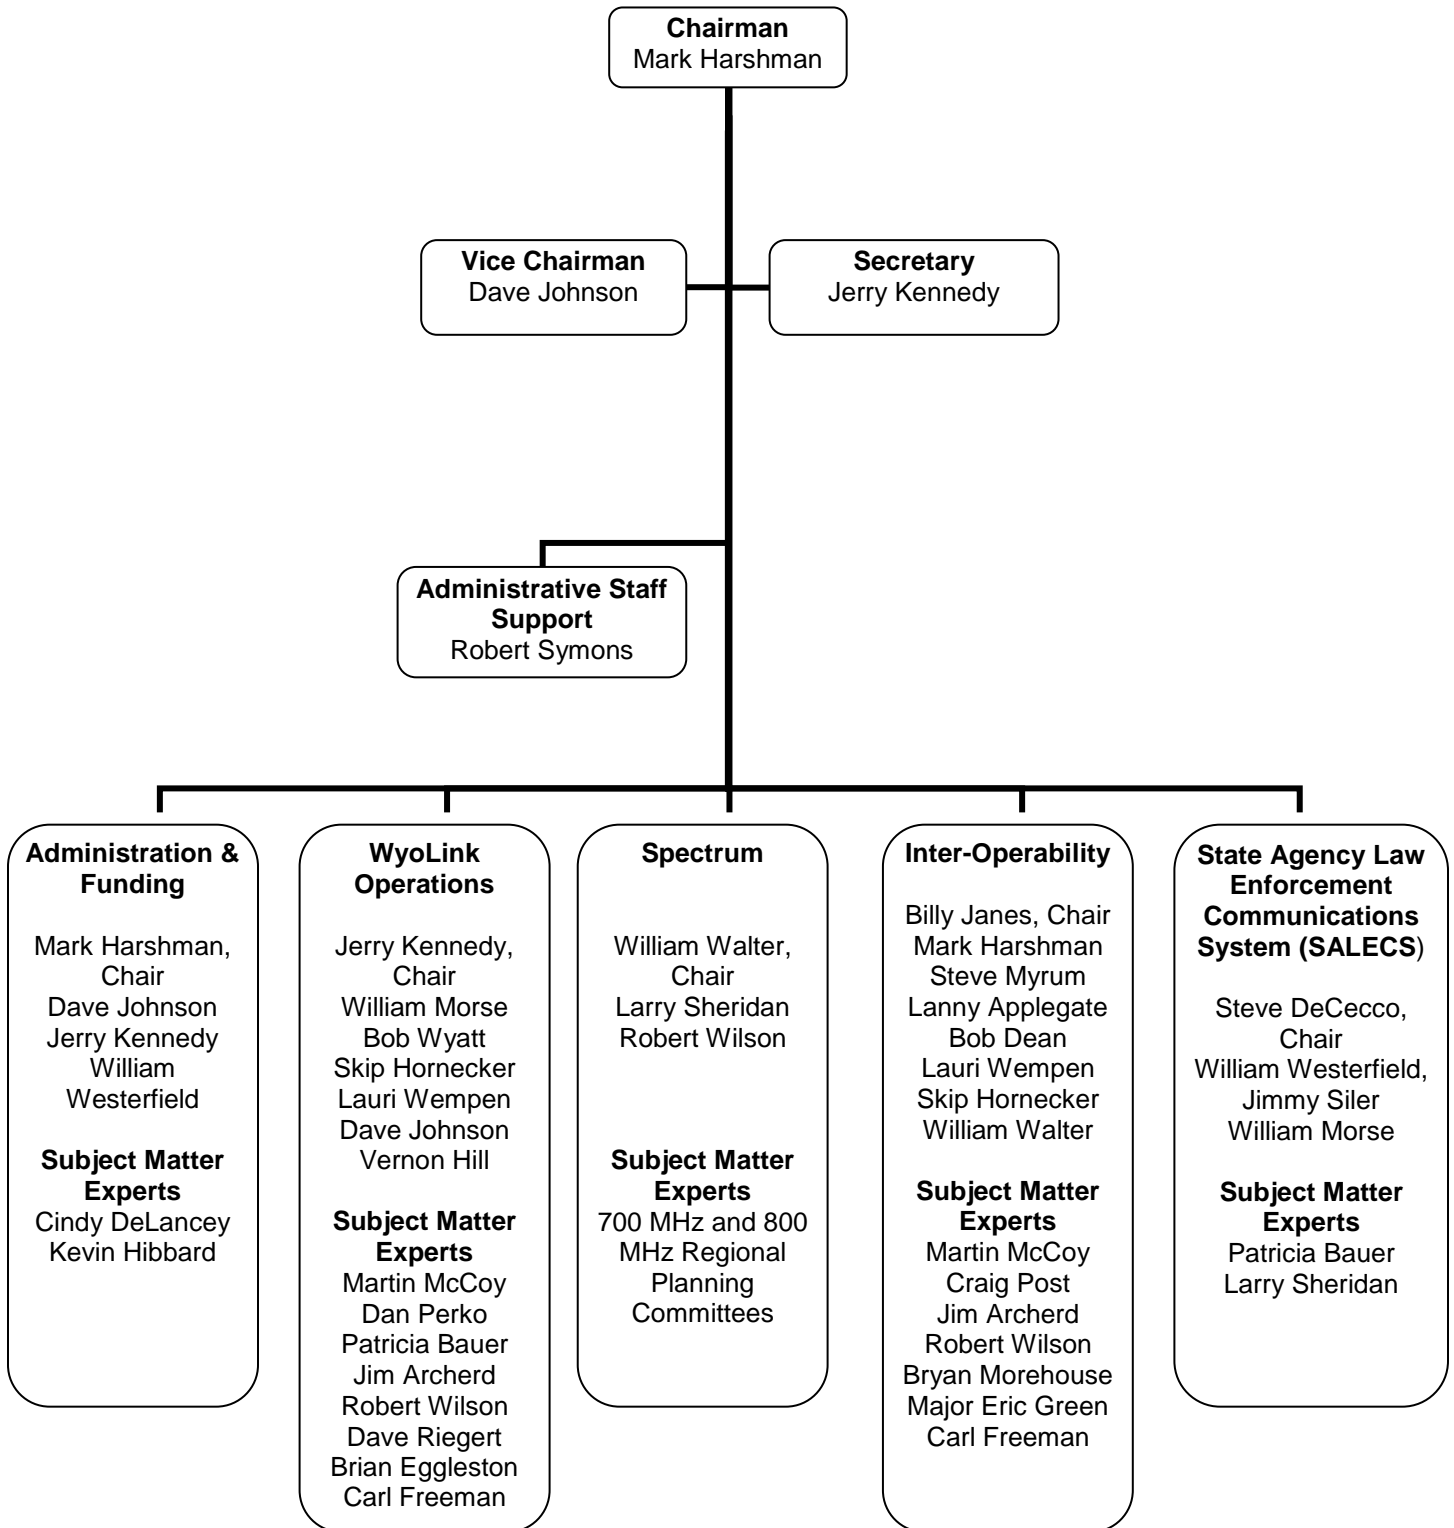 Chairman
Mark Harshman
Vice Chairman
Dave Johnson
Secretary
Jerry Kennedy
Administrative Staff
Support
Robert Symons
Administration &
Funding
Mark Harshman,
Chair
Dave Johnson
Jerry Kennedy
William
Westerfield
Subject Matter
Experts
Cindy DeLancey
Kevin Hibbard
WyoLink
Operations
Jerry Kennedy,
Chair
William Morse
Bob Wyatt
Skip Hornecker
Lauri Wempen
Dave Johnson
Vernon Hill
Subject Matter
Experts
Martin McCoy
Dan Perko
Patricia Bauer
Jim Archerd
Robert Wilson
Dave Riegert
Brian Eggleston
Carl Freeman
Spectrum
William Walter,
Chair
Larry Sheridan
Robert Wilson
Subject Matter
Experts
700 MHz and 800
MHz Regional
Planning
Committees
Inter-Operability
Billy Janes, Chair
Mark Harshman
Steve Myrum
Lanny Applegate
Bob Dean
Lauri Wempen
Skip Hornecker
William Walter
Subject Matter
Experts
Martin McCoy
Craig Post
Jim Archerd
Robert Wilson
Bryan Morehouse
Major Eric Green
Carl Freeman
State Agency Law
Enforcement
Communications
System (SALECS)
Steve DeCecco,
Chair
William Westerfield,
Jimmy Siler
William Morse
Subject Matter
Experts
Patricia Bauer
Larry Sheridan